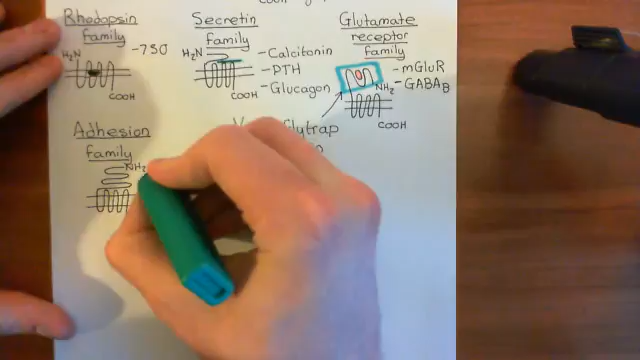 Rhodopsin
family
H₂N
~750
COOH
Secretin
family
H₂N
-Calcitonin
-PTH
-Glucagon
COOH
Glutamate
receptor
family
-mGluR
NH₂
-GABA_B
COOH
Adhesion
family
NH₂
flytrap